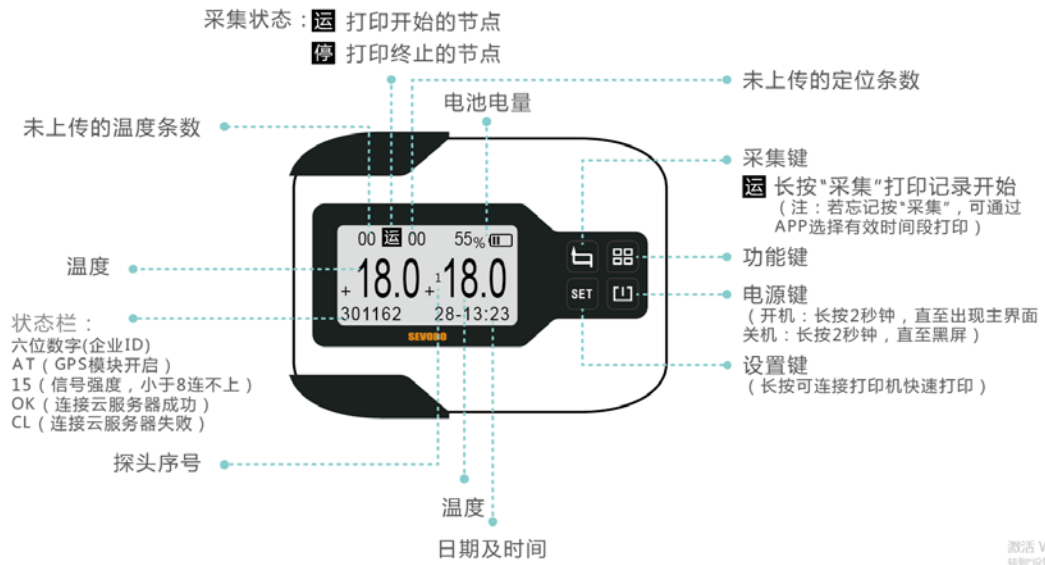 采集状态：运 打印开始的节点
停 打印终止的节点
未上传的定位条数
电池电量
未上传的温度条数
采集键
运 长按“采集”打印记录开始
（注：若忘记按“采集”，可通过
APP选择有效时间段打印）
00 运 00 55%
温度
功能键
+18.0 +1 18.0
SET
电源键
（开机：长按2秒钟，直至出现主界面
关机：长按2秒钟，直至黑屏）
301162 28-13:23
SEVODO
状态栏：
六位数字(企业ID)
AT（GPS模块开启）
15（信号强度，小于8连不上）
OK（连接云服务器成功）
CL（连接云服务器失败）
设置键
（长按可连接打印机快速打印）
探头序号
温度
日期及时间
激活 W